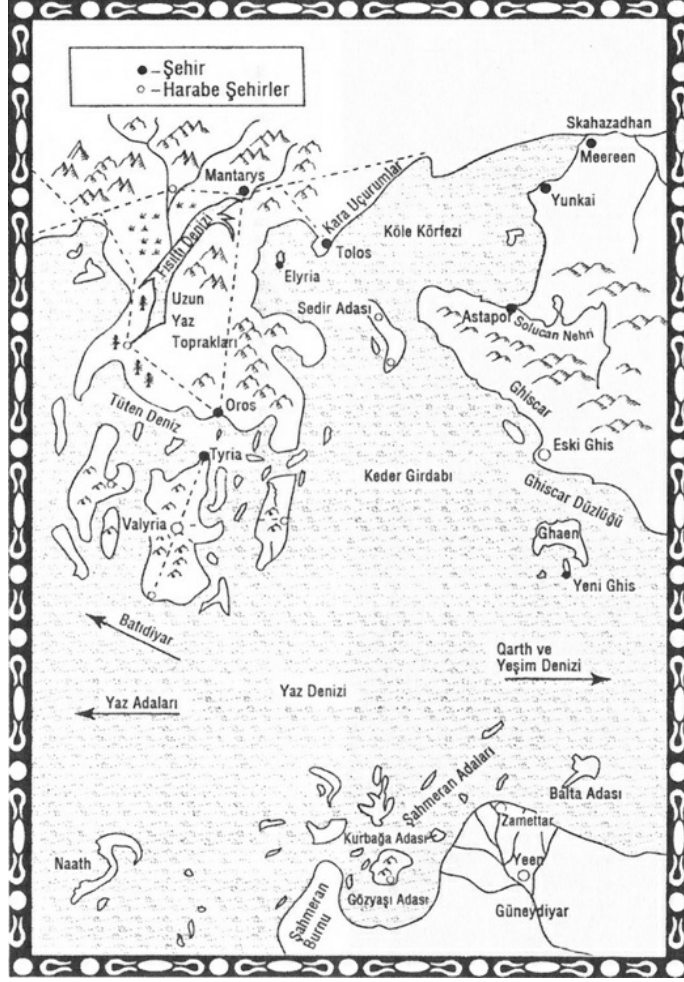 ● – Şehir
○ – Harabe Şehirler
Skahazadhan
Meereen
Mantarys
Kara Uçurumlar
Yunkai
Fısıltı Denizi
Köle Körfezi
Tolos
Elyria
Uzun
Yaz
Toprakları
Sedir Adası
Astapor
Solucan Nehri
Ghiscar
Oros
Tüten Deniz
Tyria
Eski Ghis
Keder Girdabı
Ghiscar Düzlüğü
Valyria
Ghaen
Yeni Ghis
Batıdiyar
Qarth ve
Yeşim Denizi
Yaz Adaları
Yaz Denizi
Şahmeran Adaları
Balta Adası
Zamettar
Kurbağa Adası
Naath
Yeen
Gözyaşı Adası
Güneydiyar
Şahmeran
Burnu